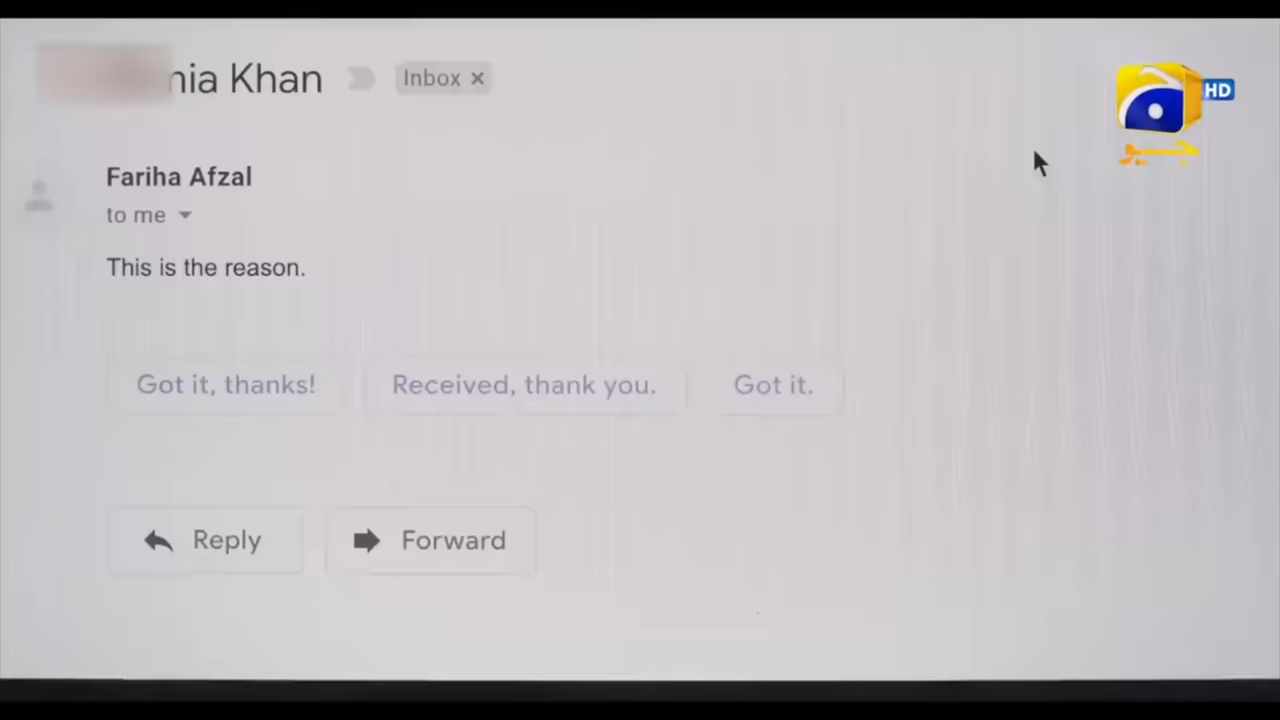 nia Khan Inbox ×
HD
Fariha Afzal
جیو
to me
This is the reason.
Got it, thanks! Received, thank you. Got it.
Reply Forward